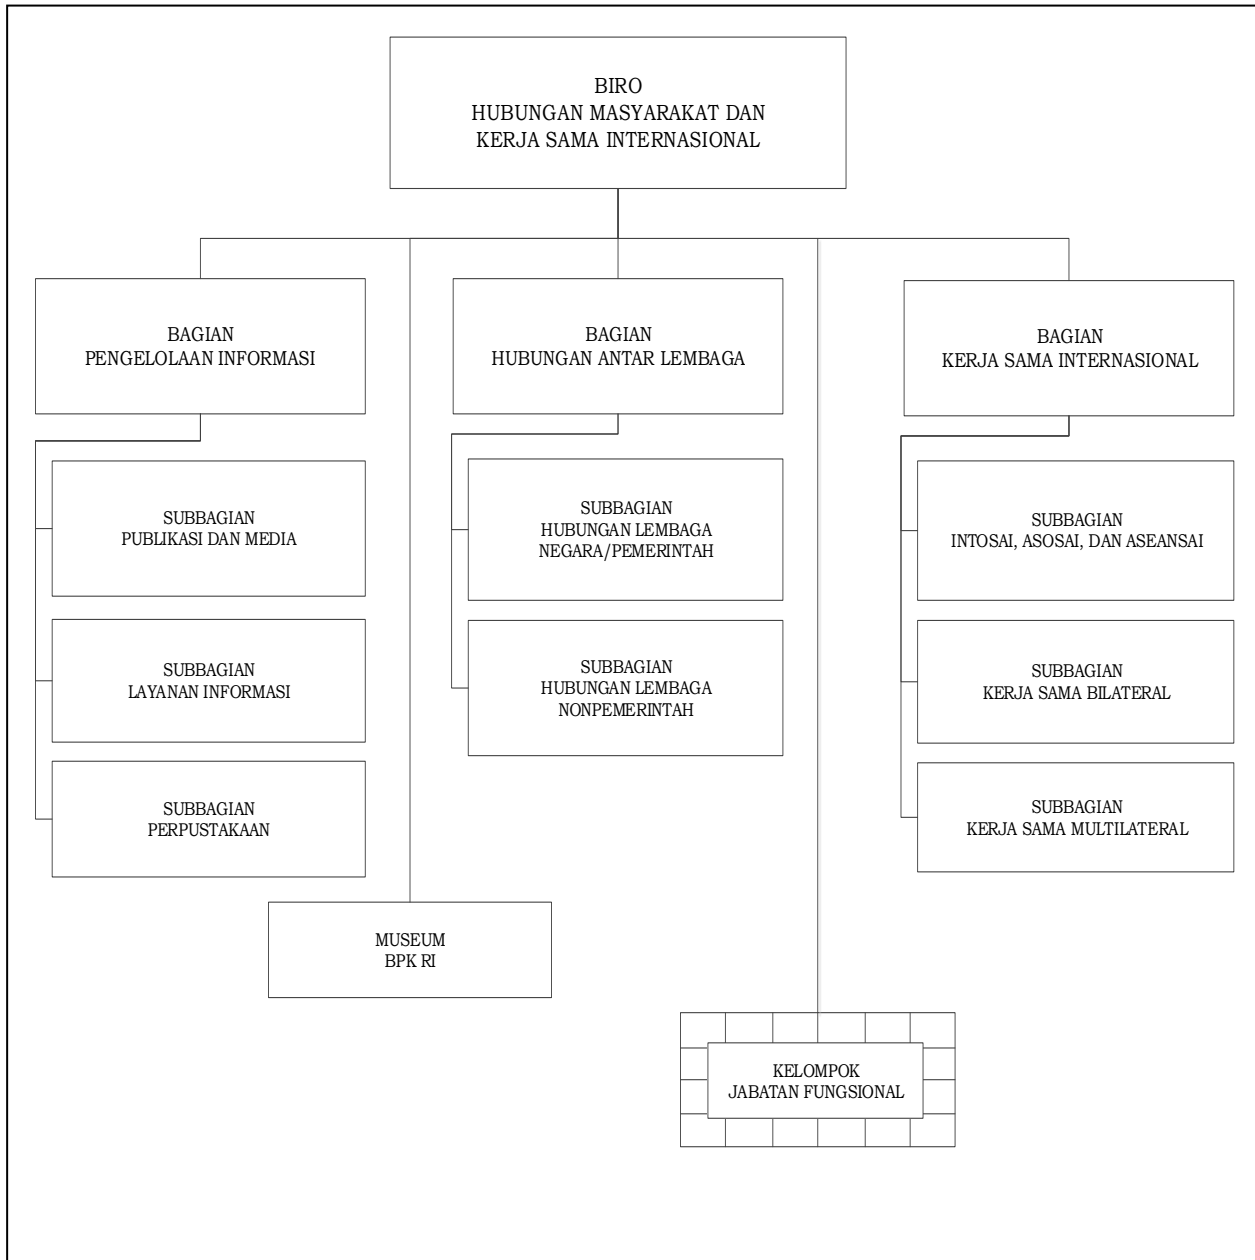 BIRO
HUBUNGAN MASYARAKAT DAN
KERJA SAMA INTERNASIONAL
BAGIAN
PENGELOLAAN INFORMASI
BAGIAN
HUBUNGAN ANTAR LEMBAGA
BAGIAN
KERJA SAMA INTERNASIONAL
SUBBAGIAN
PUBLIKASI DAN MEDIA
SUBBAGIAN
HUBUNGAN LEMBAGA
NEGARA/PEMERINTAH
SUBBAGIAN
INTOSAI, ASOSAI, DAN ASEANSAI
SUBBAGIAN
LAYANAN INFORMASI
SUBBAGIAN
HUBUNGAN LEMBAGA
NONPEMERINTAH
SUBBAGIAN
KERJA SAMA BILATERAL
SUBBAGIAN
PERPUSTAKAAN
SUBBAGIAN
KERJA SAMA MULTILATERAL
MUSEUM
BPK RI
KELOMPOK
JABATAN FUNGSIONAL